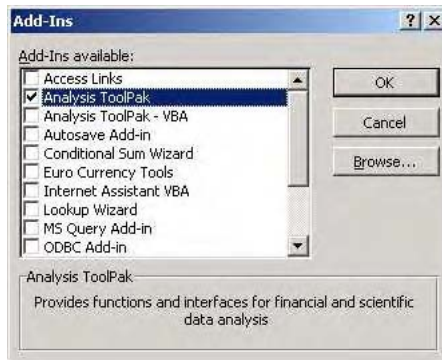 Add-Ins
Add-Ins available:
Access Links
Analysis ToolPak
Analysis ToolPak - VBA
Autosave Add-in
Conditional Sum Wizard
Euro Currency Tools
Internet Assistant VBA
Lookup Wizard
MS Query Add-in
ODBC Add-in
OK
Cancel
Browse...
Analysis ToolPak
Provides functions and interfaces for financial and scientific
data analysis